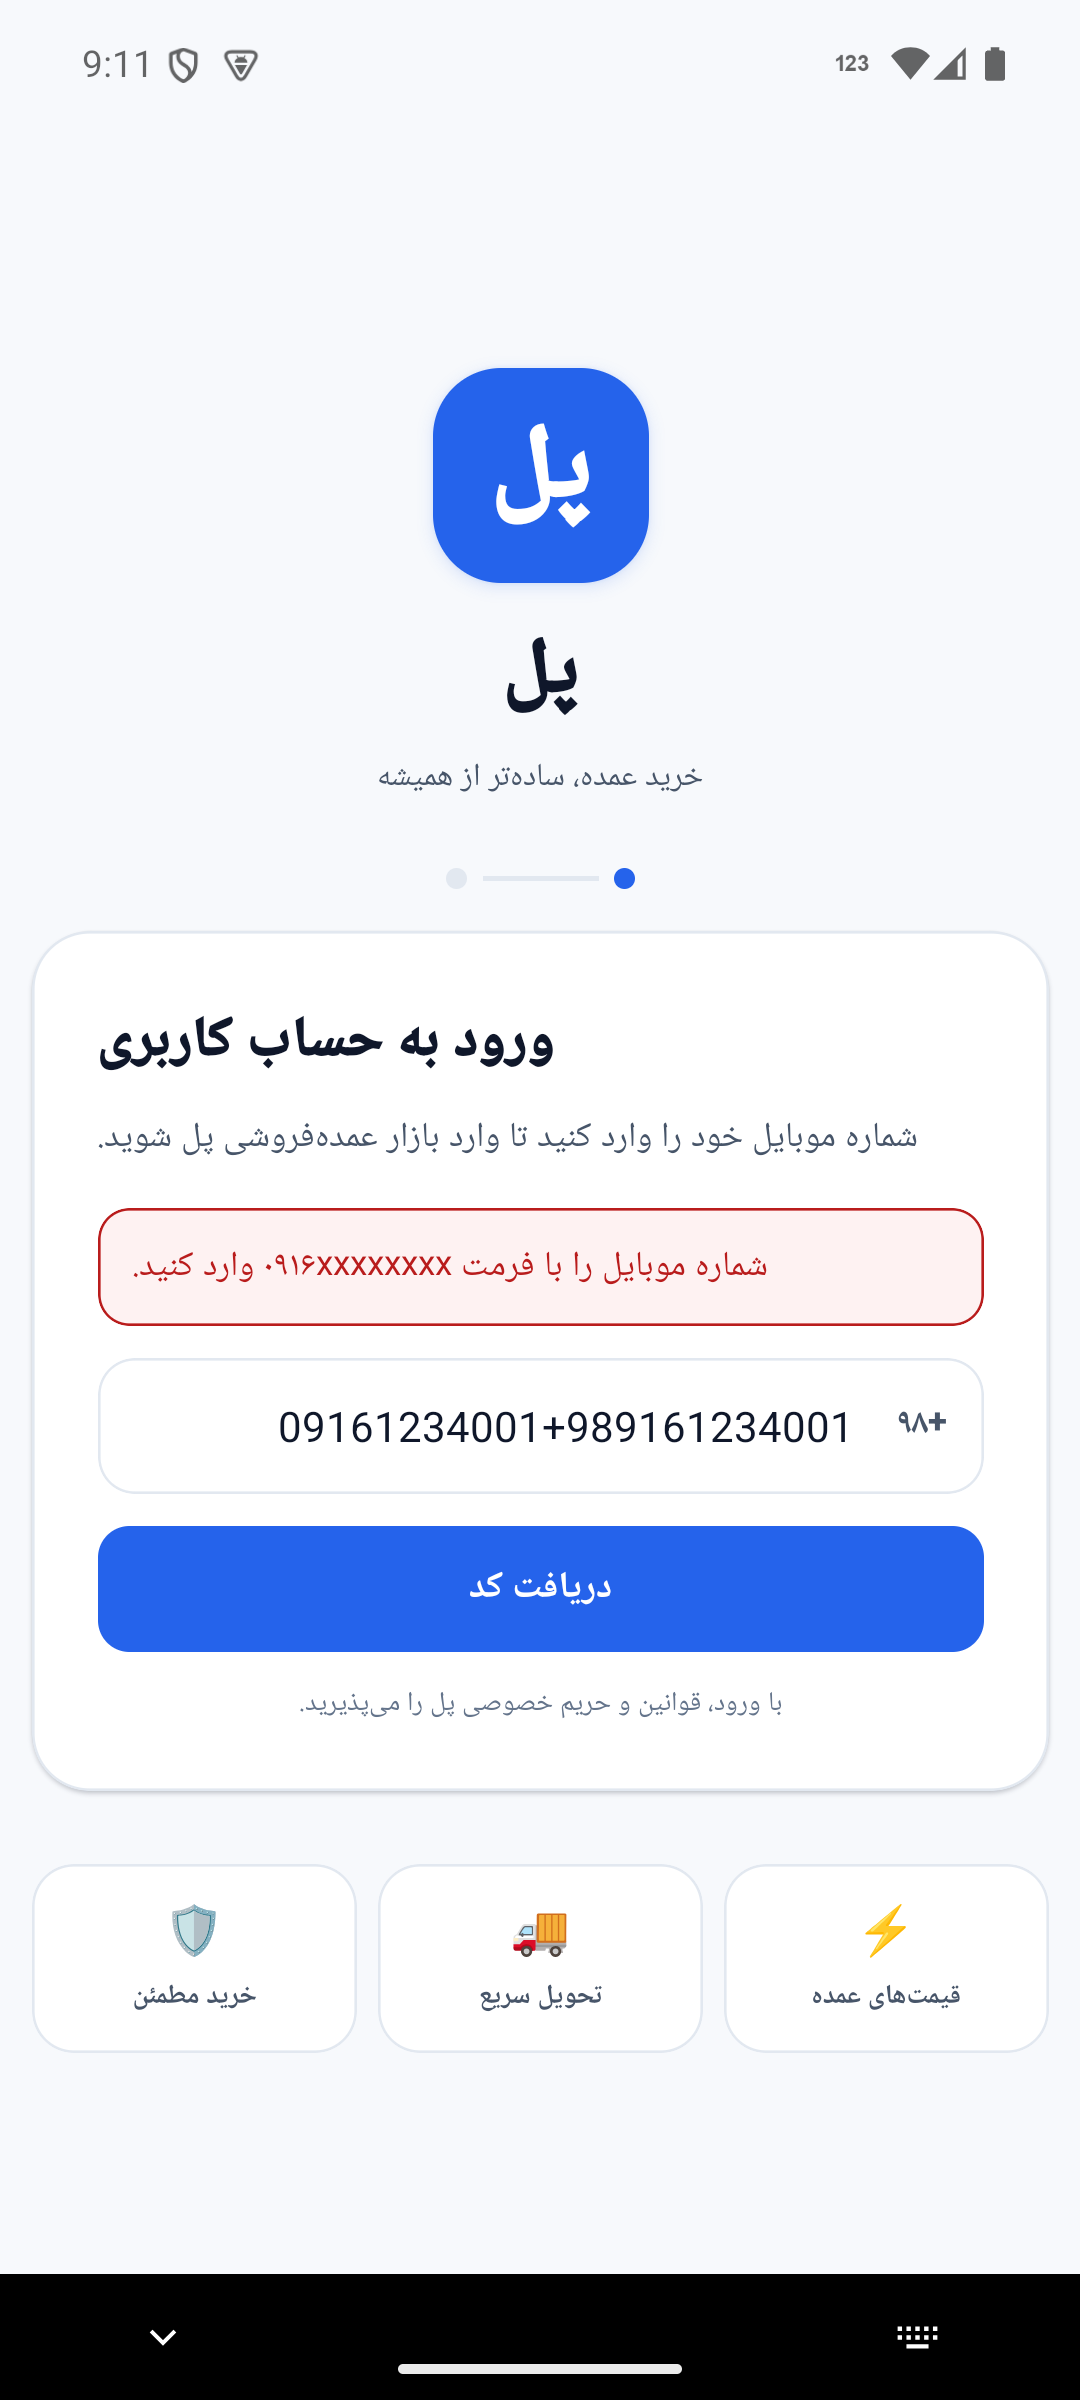 9:11
123
پل
پل
خرید عمده، ساده‌تر از همیشه
ورود به حساب کاربری
شماره موبایل خود را وارد کنید تا وارد بازار عمده‌فروشی پل شوید.
شماره موبایل را با فرمت ۰۹۱۶xxxxxxxx وارد کنید.
+۹۸
09161234001+989161234001
دریافت کد
با ورود، قوانین و حریم خصوصی پل را می‌پذیرید.
قیمت‌های عمده
تحویل سریع
خرید مطمئن